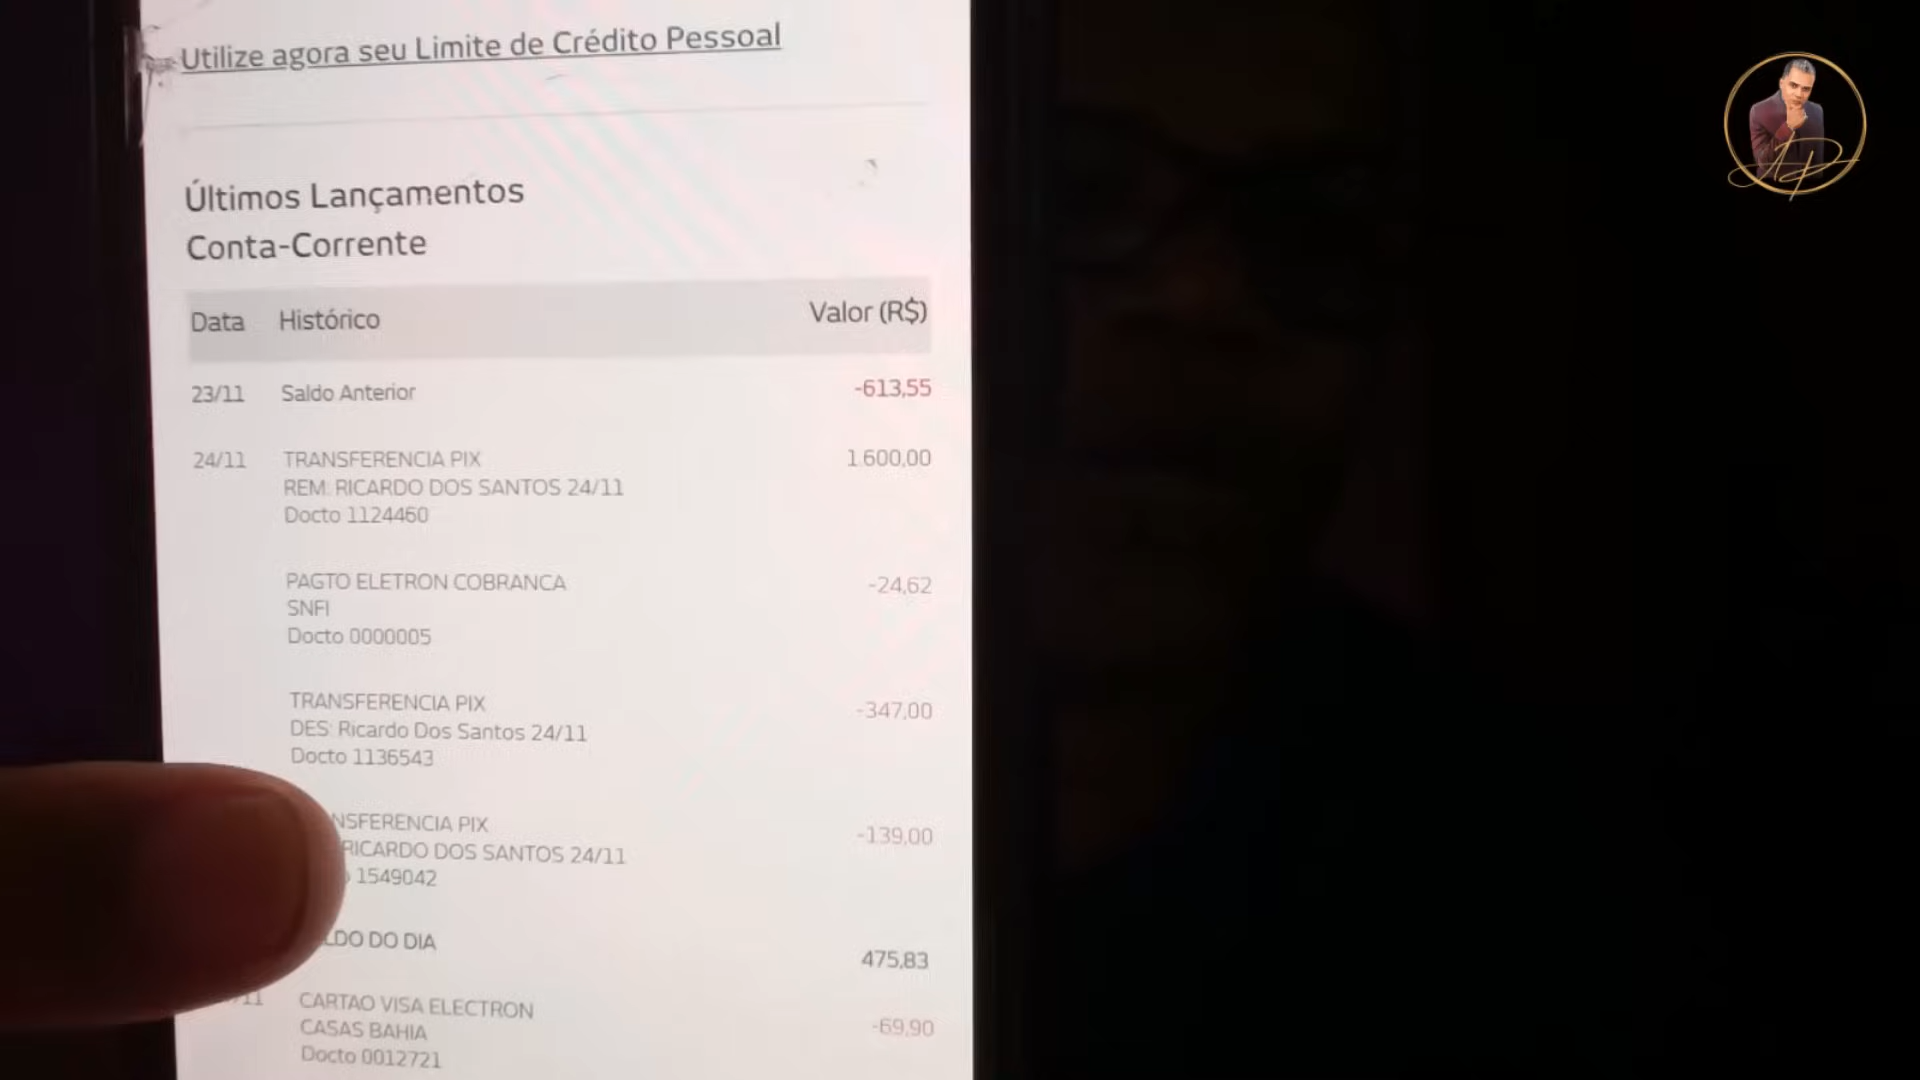 Utilize agora seu Limite de Crédito Pessoal
Últimos Lançamentos
Conta-Corrente
Data Histórico Valor (R$)
23/11 Saldo Anterior -613,55
24/11 TRANSFERENCIA PIX 1.600,00
REM: RICARDO DOS SANTOS 24/11
Docto 1124460
PAGTO ELETRON COBRANCA -24,62
SNFI
Docto 0000005
TRANSFERENCIA PIX -347,00
DES: Ricardo Dos Santos 24/11
Docto 1136543
NSFERENCIA PIX -139,00
RICARDO DOS SANTOS 24/11
1549042
LDO DO DIA 475,83
11 CARTAO VISA ELECTRON
CASAS BAHIA -69,90
Docto 0012721